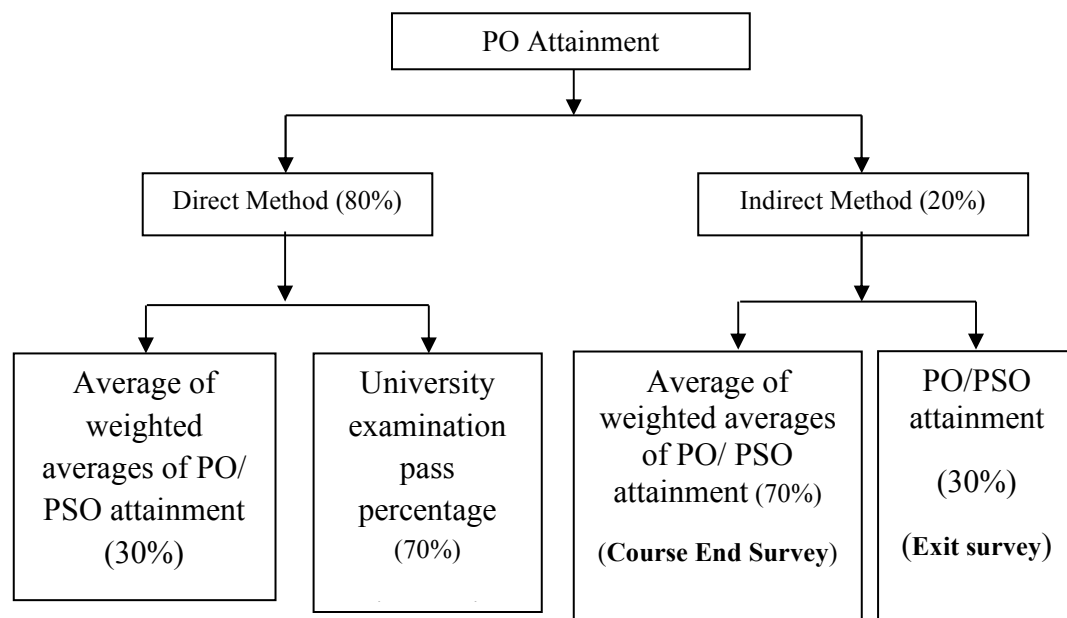 PO Attainment
Direct Method (80%)
Indirect Method (20%)
Average of
weighted
averages of PO/
PSO attainment
(30%)
University
examination
pass
percentage
(70%)
Average of
weighted averages
of PO/ PSO
attainment (70%)
(Course End Survey)
PO/PSO
attainment
(30%)
(Exit survey)